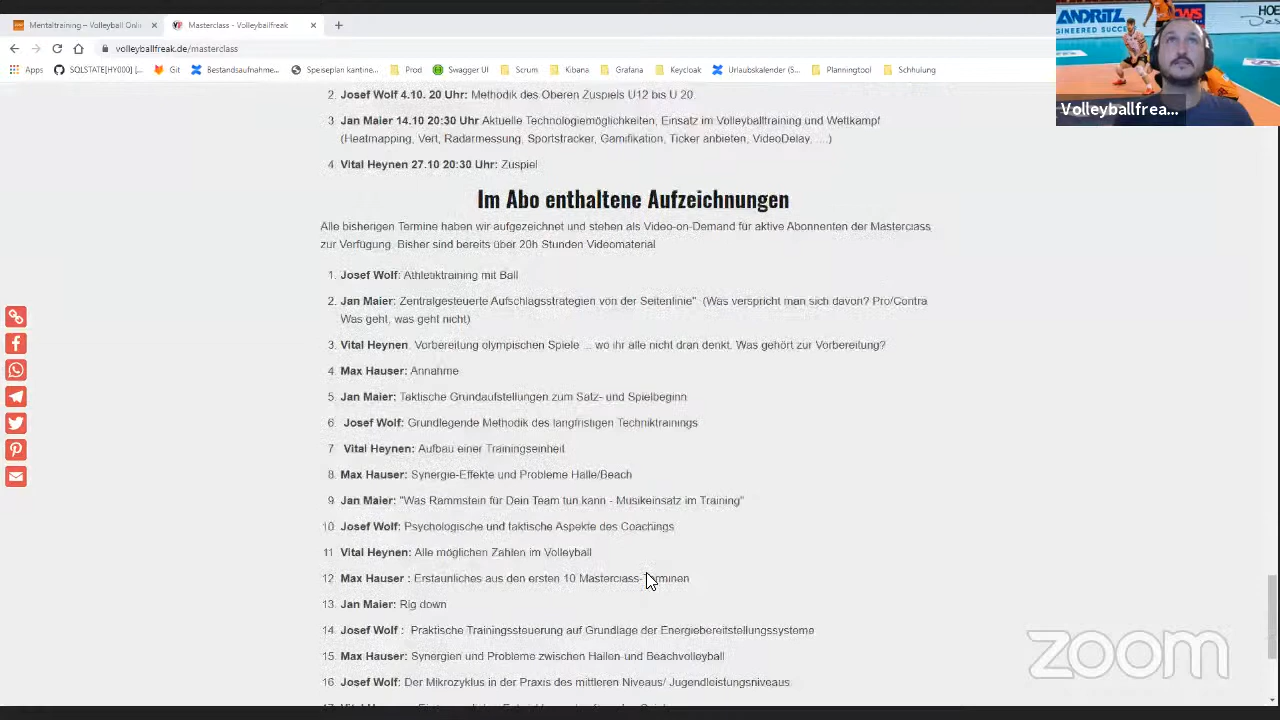 Mentaltraining – Volleyball Onli
Masterclass - Volleyballfreak
volleyballfreak.de/masterclass
Apps
SQLSTATE[HY000] [...
Git
Bestandsaufnahme...
Speiseplan könnte...
Prod
Swagger UI
Scrum
Kibana
Grafana
Keycloak
Urlaubskalender (S...
Planningtool
Schhulung
ANDRITZ
ENGINEERED SUCCE
CWS
HOE
Volleyballfrea...
2. Josef Wolf 4.10. 20 Uhr: Methodik des Oberen Zuspiels U12 bis U 20
3 Jan Maier 14.10 20:30 Uhr Aktuelle Technologiemöglichkeiten, Einsatz im Volleyballtraining und Wettkampf
(Heatmapping, Vert, Radarmessung, Sportstracker, Gamifikation, Ticker anbieten, VideoDelay, ....)
4 Vital Heynen 27.10 20:30 Uhr: Zuspiel
Im Abo enthaltene Aufzeichnungen
Alle bisherigen Termine haben wir aufgezeichnet und stehen als Video-on-Demand für aktive Abonnenten der Masterclass
zur Verfügung. Bisher sind bereits über 20h Stunden Videomaterial
1. Josef Wolf: Athletiktraining mit Ball
2. Jan Maier: Zentralgesteuerte Aufschlagsstrategien von der Seitenlinie" (Was verspricht man sich davon? Pro/Contra
Was geht, was geht nicht)
3. Vital Heynen. Vorbereitung olympischen Spiele ... wo ihr alle nicht dran denkt. Was gehört zur Vorbereitung?
4. Max Hauser: Annahme
5. Jan Maier: Taktische Grundaufstellungen zum Satz- und Spielbeginn
6 Josef Wolf: Grundlegende Methodik des langfristigen Techniktrainings
7 Vital Heynen: Aufbau einer Trainingseinheit
8. Max Hauser: Synergie-Effekte und Probleme Halle/Beach
9. Jan Maier: "Was Rammstein für Dein Team tun kann - Musikeinsatz im Training"
10. Josef Wolf: Psychologische und taktische Aspekte des Coachings
11. Vital Heynen: Alle möglichen Zahlen im Volleyball
12. Max Hauser : Erstaunliches aus den ersten 10 Masterclass-Terminen
13. Jan Maier: Rig down
14. Josef Wolf : Praktische Trainingssteuerung auf Grundlage der Energiebereitstellungssysteme
15. Max Hauser: Synergien und Probleme zwischen Hallen und Beachvolleyball
16 Josef Wolf: Der Mikrozyklus in der Praxis des mittleren Niveaus/ Jugendleistungsniveaus
zoom